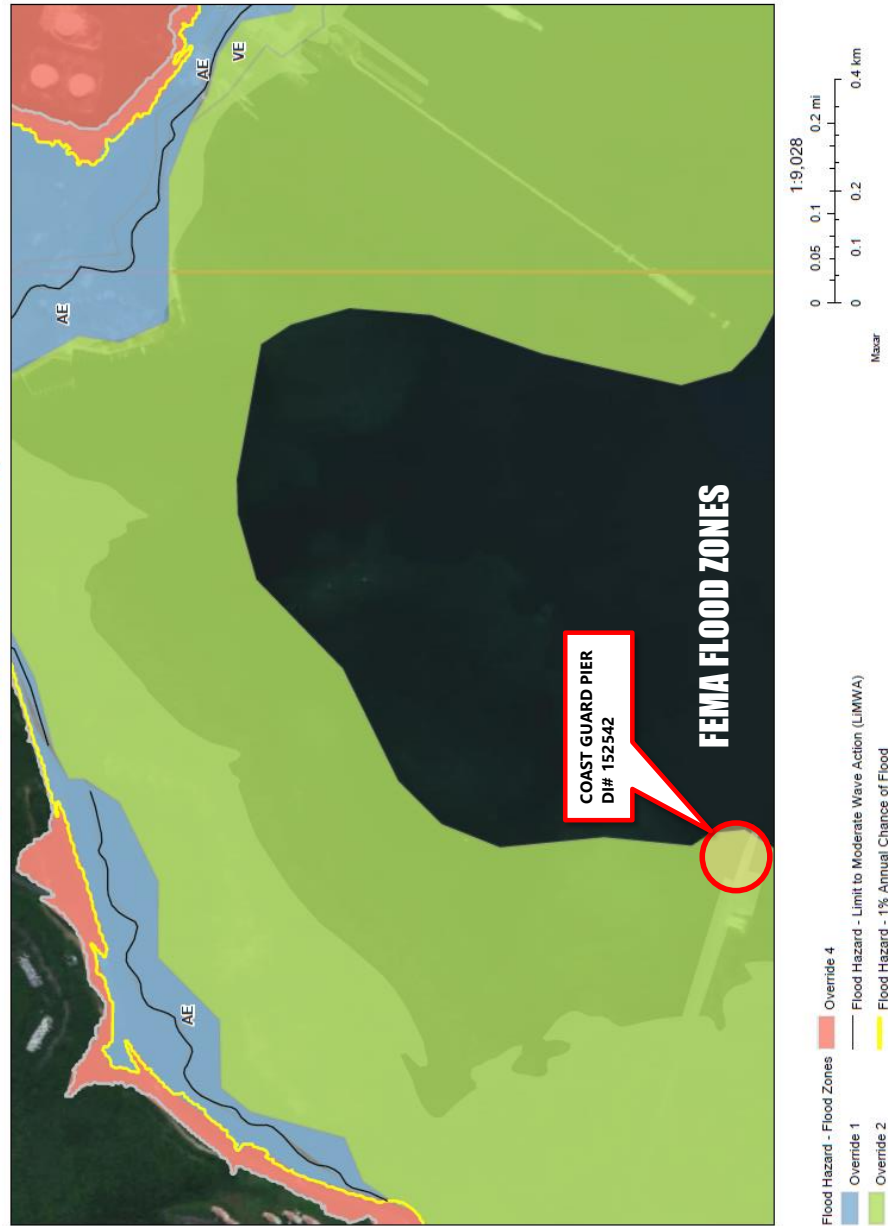 AE
VE
AE
AE
COAST GUARD PIER
DI# 152542
FEMA FLOOD ZONES
1:9,028
0 0.05 0.1 0.2 mi
0 0.1 0.2 0.4 km
Maxar
Flood Hazard - Flood Zones
Override 1
Override 2
Override 4
Flood Hazard - Limit to Moderate Wave Action (LiMWA)
Flood Hazard - 1% Annual Chance of Flood